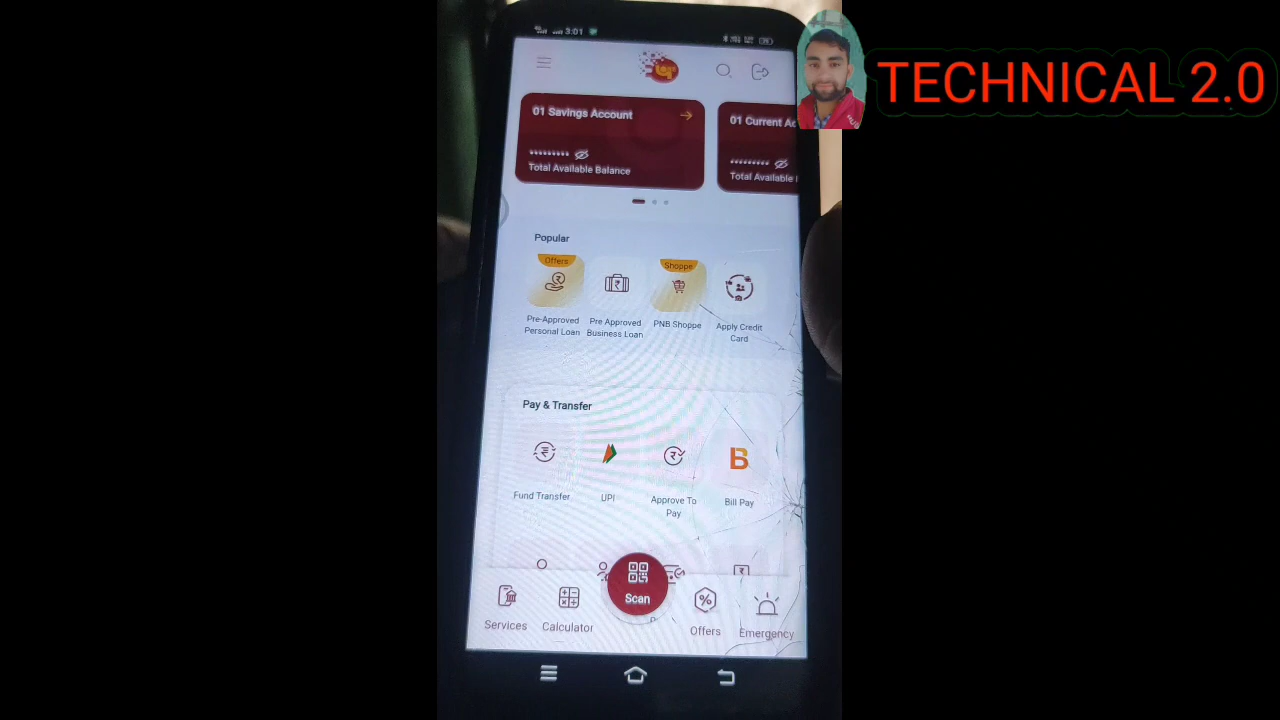 TECHNICAL 2.0
3:01
01 Savings Account
Total Available Balance
01 Current
Total Available
Popular
Offers
Shoppe
Pre-Approved
Personal Loan
Pre Approved
Business Loan
PNB Shoppe
Apply Credit
Card
Pay & Transfer
Fund Transfer
UPI
Approve To
Pay
B
Bill Pay
Scan
Services
Calculator
Offers
Emergency